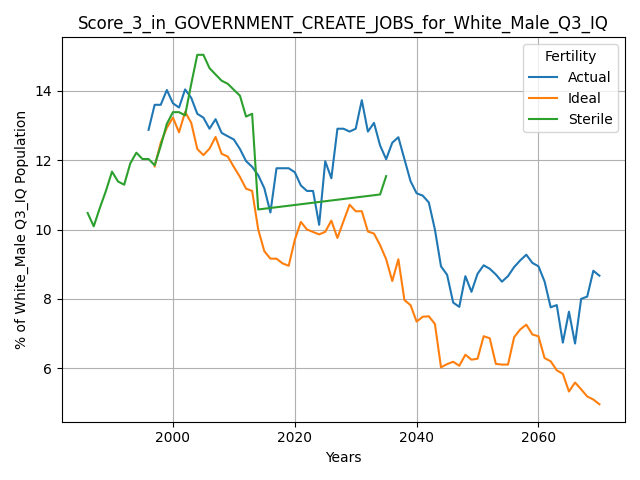 Score_3_in_GOVERNMENT_CREATE_JOBS_for_White_Male_Q3_IQ
Fertility
Actual
Ideal
Sterile
% of White_Male Q3_IQ Population
14
12
10
8
6
2000 2020 2040 2060
Years